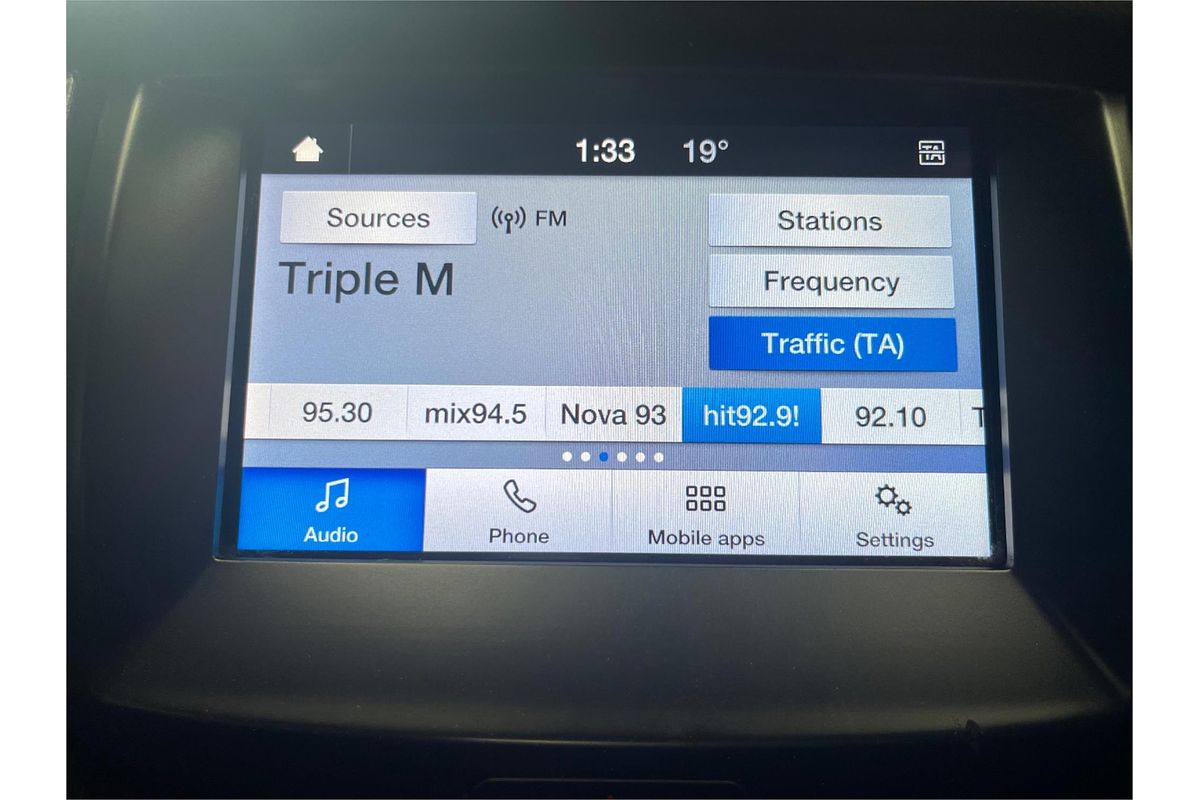 1:33 19° TA
Sources FM Stations
Triple M
Frequency
Traffic (TA)
95.30 mix94.5 Nova 93 hit92.9! 92.10 T
Audio Phone Mobile apps Settings